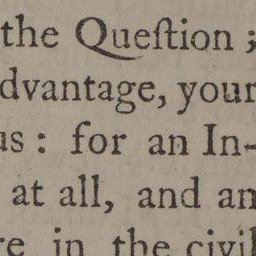 the Queſtion ;
dvantage, your
us : for an In-
at all, and an
re in the civil